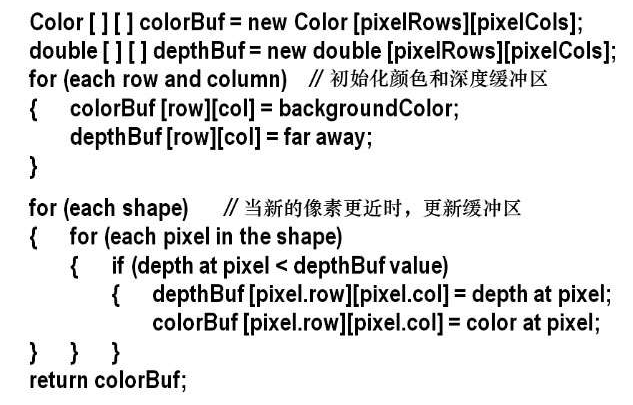 Color [ ] [ ] colorBuf = new Color [pixelRows][pixelCols];
double [ ] [ ] depthBuf = new double [pixelRows][pixelCols];
for (each row and column) // 初始化颜色和深度缓冲区
{ colorBuf [row][col] = backgroundColor;
depthBuf [row][col] = far away;
}
for (each shape) // 当新的像素更近时，更新缓冲区
{ for (each pixel in the shape)
{ if (depth at pixel < depthBuf value)
{ depthBuf [pixel.row][pixel.col] = depth at pixel;
colorBuf [pixel.row][pixel.col] = color at pixel;
} } }
return colorBuf;